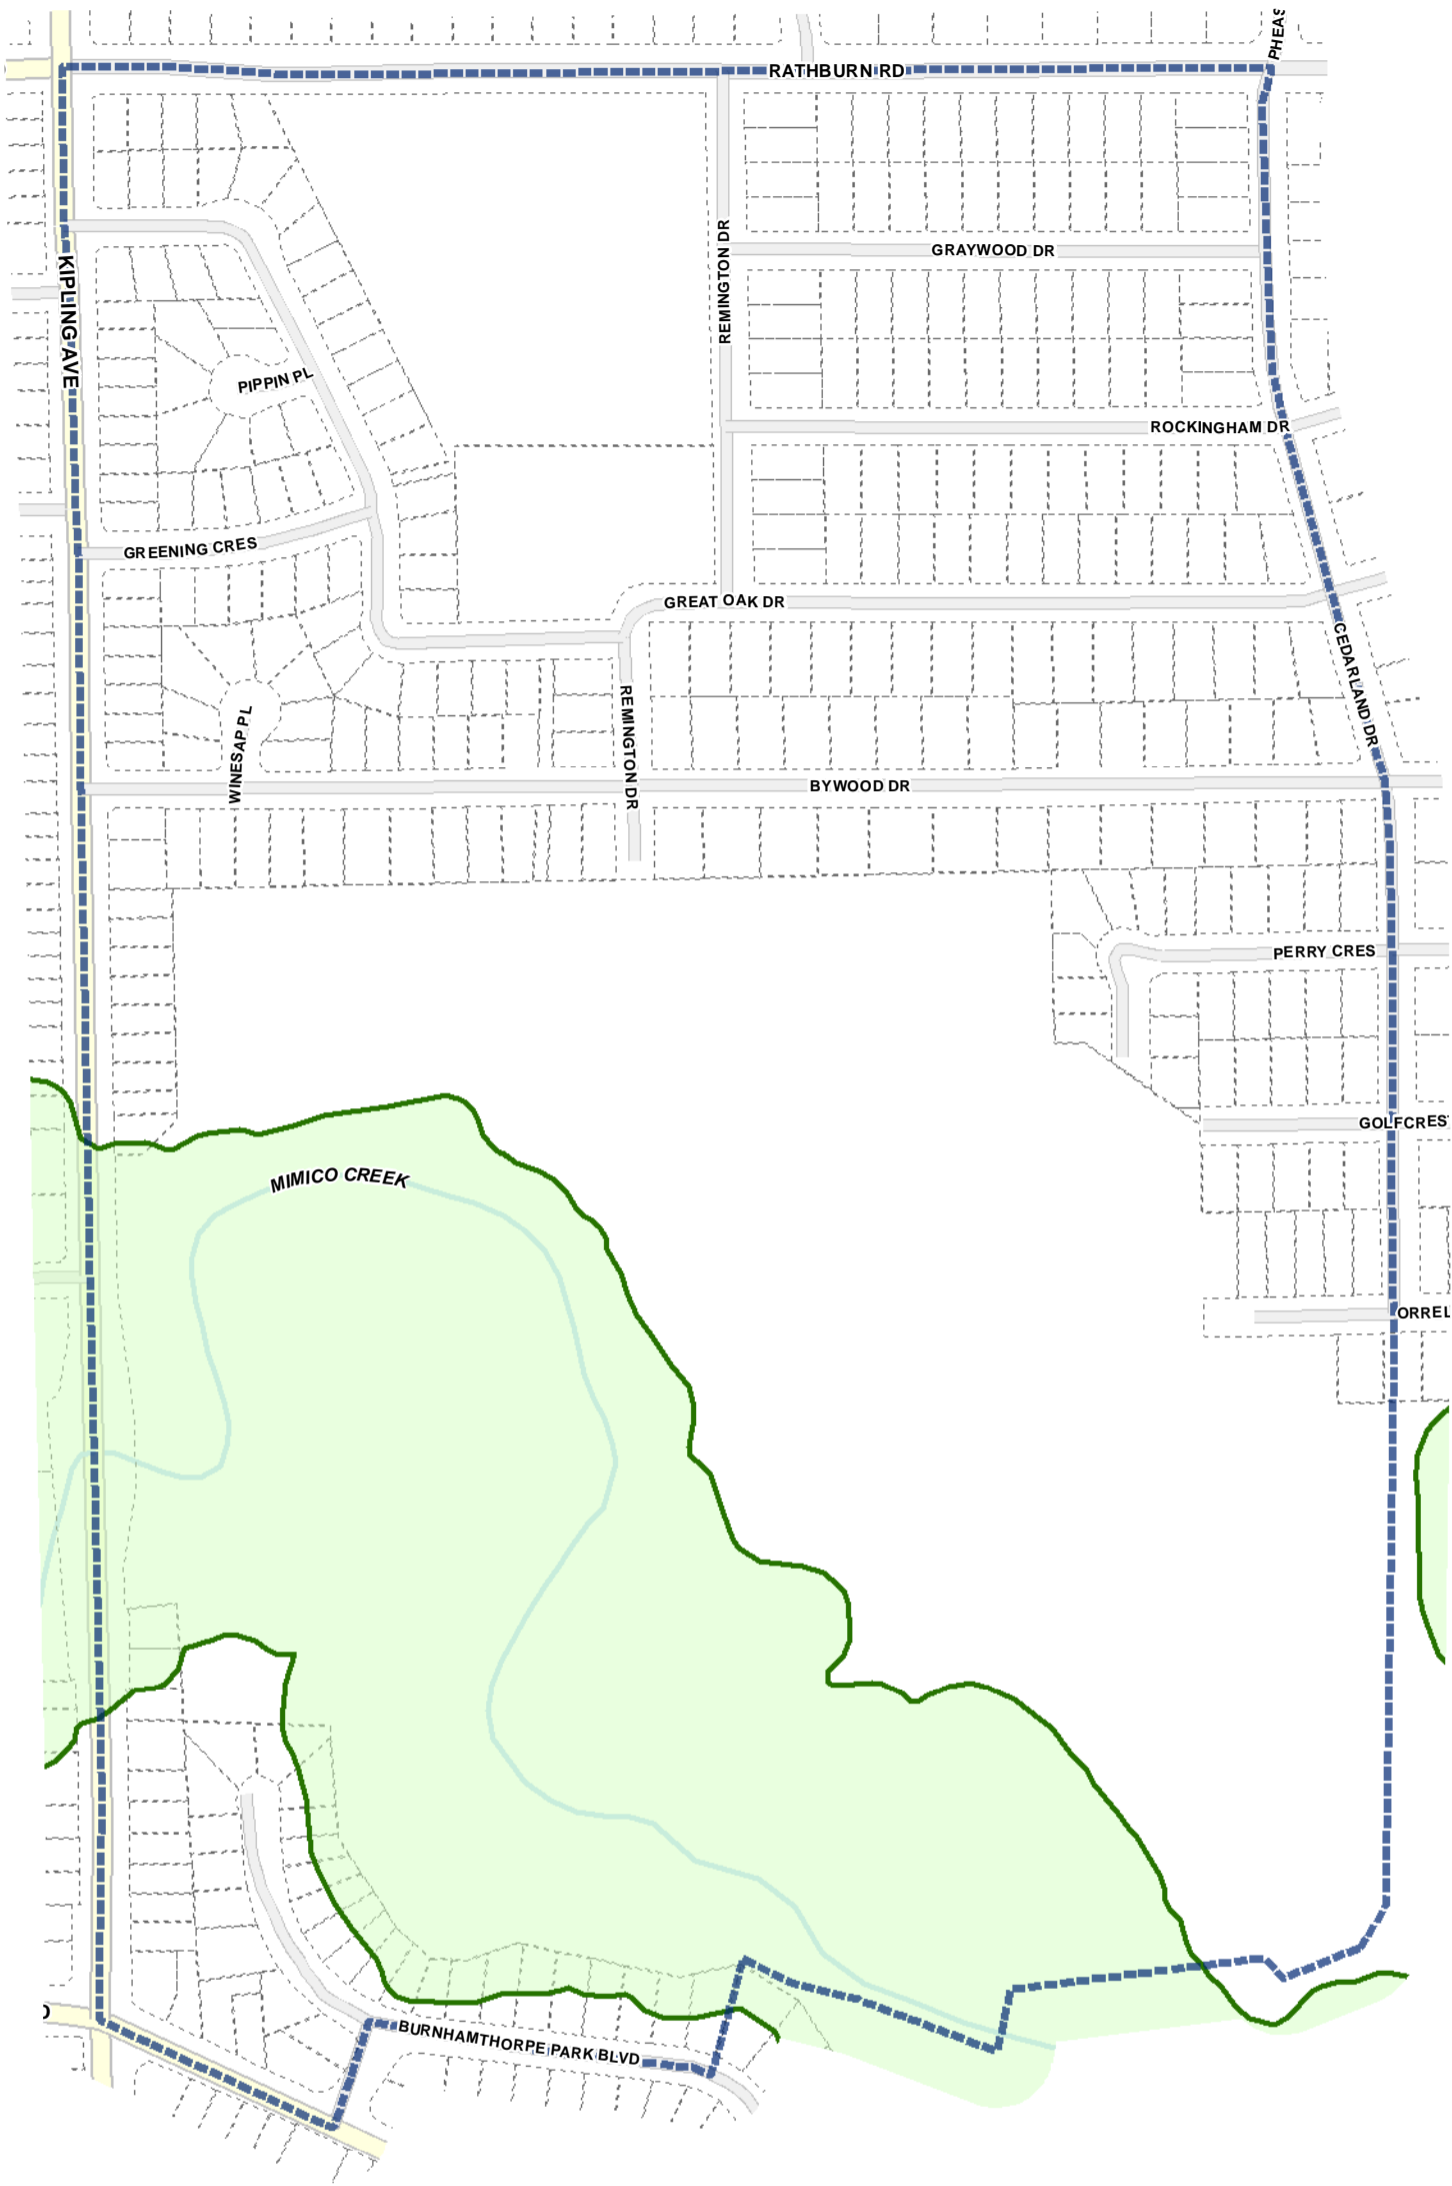 PHEAS
RATHBURN RD
REMINGTON DR
GRAYWOOD DR
KIPLING AVE
PIPPIN PL
ROCKINGHAM DR
GREENING CRES
GREAT OAK DR
CEDARLAND DR
REMINGTON DR
WINESAP PL
BYWOOD DR
PERRY CRES
GOLFCREST
MIMICO CREEK
ORREL
D
BURNHAMTHORPE PARK BLVD